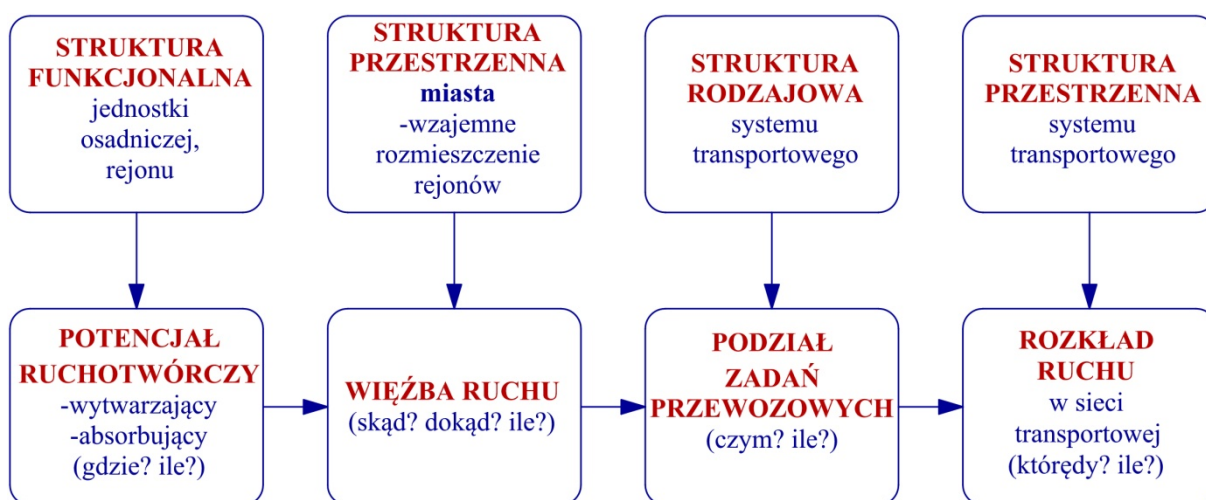 STRUKTURA
FUNKCJONALNA
jednostki
osadniczej,
rejonu
STRUKTURA
PRZESTRZENNA
miasta
-wzajemne
rozmieszczenie
rejonów
STRUKTURA
RODZAJOWA
systemu
transportowego
STRUKTURA
PRZESTRZENNA
systemu
transportowego
POTENCJAŁ
RUCHOTWÓRCZY
-wytwarzający
-absorbujący
(gdzie? ile?)
WIĘŹBA RUCHU
(skąd? dokąd? ile?)
PODZIAŁ
ZADAŃ
PRZEWOZOWYCH
(czym? ile?)
ROZKŁAD
RUCHU
w sieci
transportowej
(którędy? ile?)